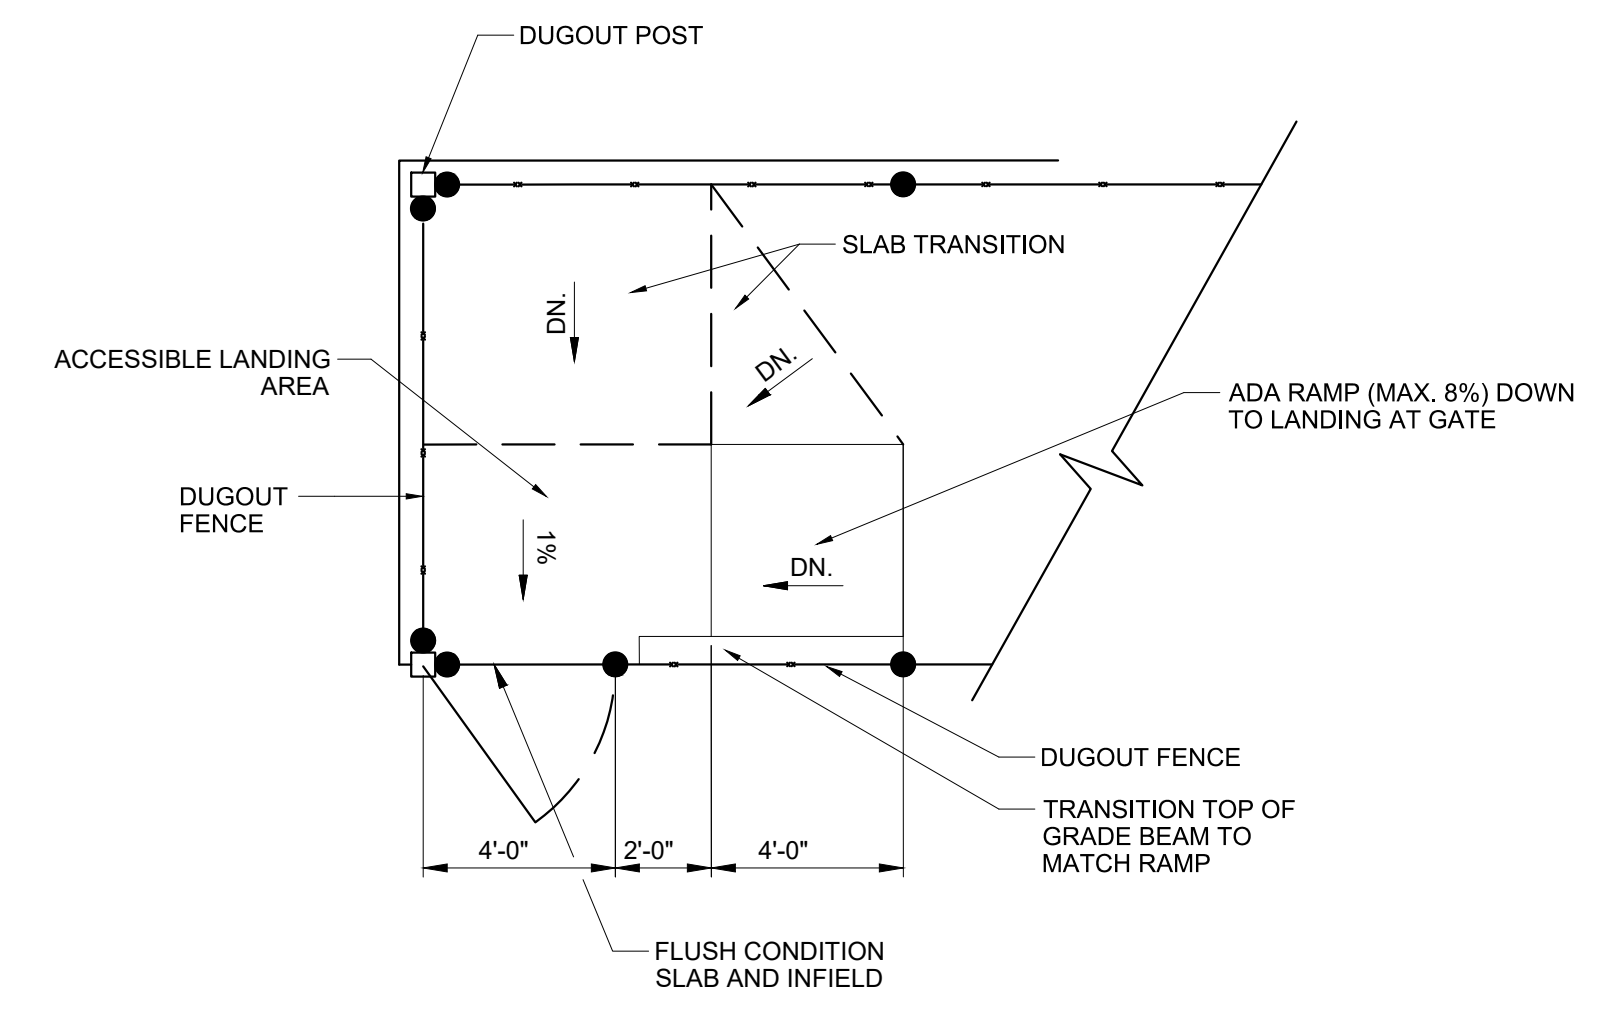 DUGOUT POST
SLAB TRANSITION
DN.
DN.
ACCESSIBLE LANDING
AREA
ADA RAMP (MAX. 8%) DOWN
TO LANDING AT GATE
DUGOUT
FENCE
1%
DN.
DUGOUT FENCE
TRANSITION TOP OF
GRADE BEAM TO
MATCH RAMP
4'-0"
2'-0"
4'-0"
FLUSH CONDITION
SLAB AND INFIELD